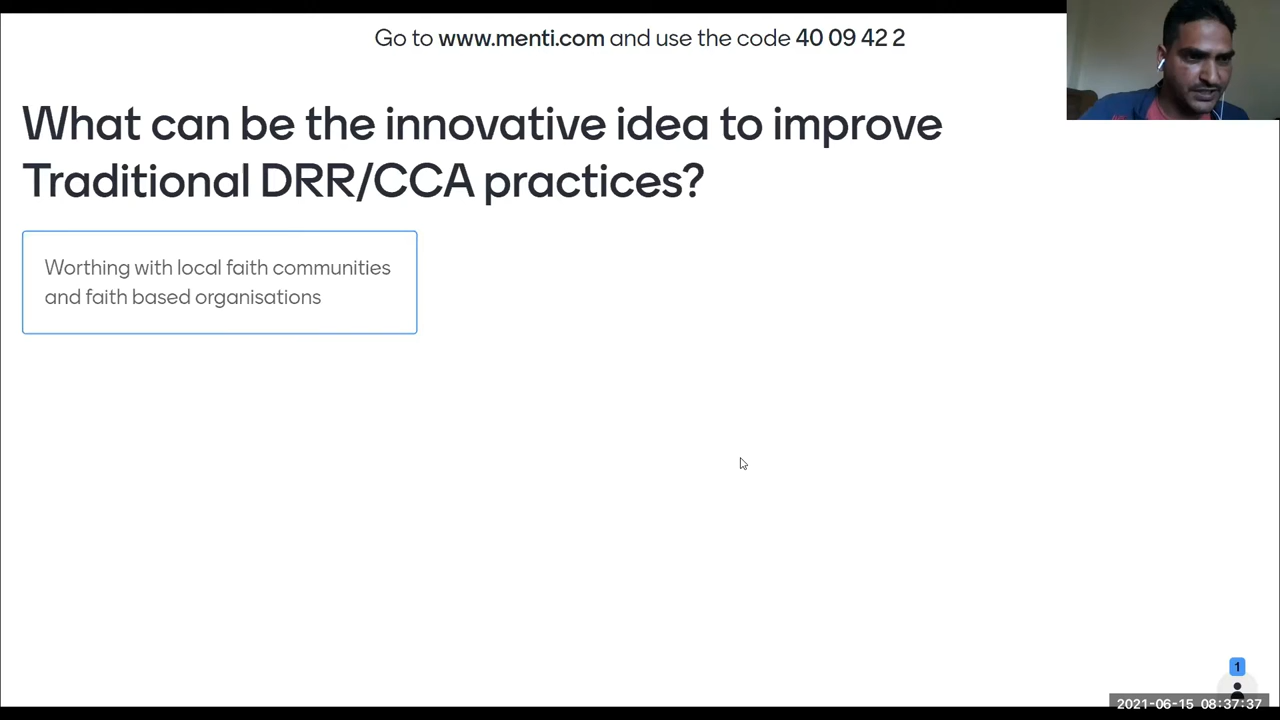 Go to www.menti.com and use the code 40 09 42 2
What can be the innovative idea to improve
Traditional DRR/CCA practices?
Worthing with local faith communities
and faith based organisations
1
2021-06-15 08:37:37